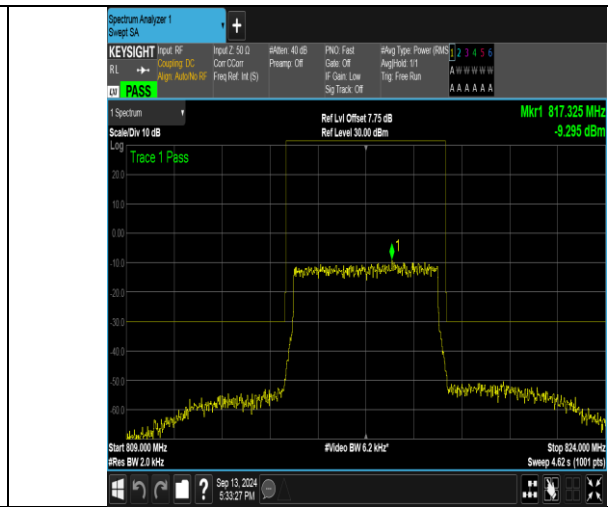 Spectrum Analyzer 1
Swept SA
+
KEYSIGHT Input: RF Input Z: 50 Ω #Atten: 40 dB PNO: Fast #Avg Type: Power (RMS 1 2 3 4 5 6
RL Coupling: DC Corr CCorr Preamp: Off Gate: Off Avg|Hold: 1/1 A W W W W W
Align: Auto/No RF Freq Ref: Int (S) IF Gain: Low Trig: Free Run
LXI PASS Sig Track: Off A A A A A A
1 Spectrum Ref Lvl Offset 7.75 dB Mkr1 817.325 MHz
Scale/Div 10 dB Ref Level 30.00 dBm -9.295 dBm
Log
Trace 1 Pass
20.0
10.0
0.00
1
-10.0
-20.0
-30.0
-40.0
-50.0
-60.0
Start 809.000 MHz #Video BW 6.2 kHz* Stop 824.000 MHz
#Res BW 2.0 kHz Sweep 4.62 s (1001 pts)
? Sep 13, 2024
5:33:27 PM